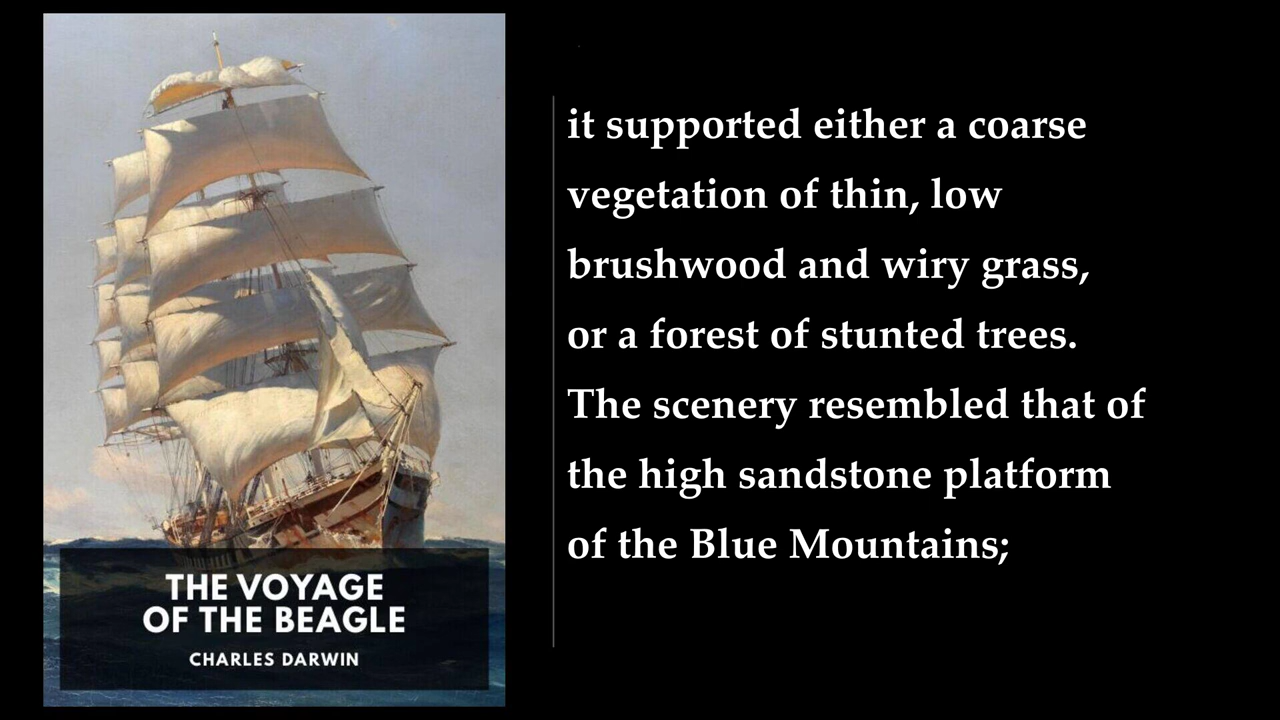 THE VOYAGE
OF THE BEAGLE
CHARLES DARWIN
it supported either a coarse
vegetation of thin, low
brushwood and wiry grass,
or a forest of stunted trees.
The scenery resembled that of
the high sandstone platform
of the Blue Mountains;